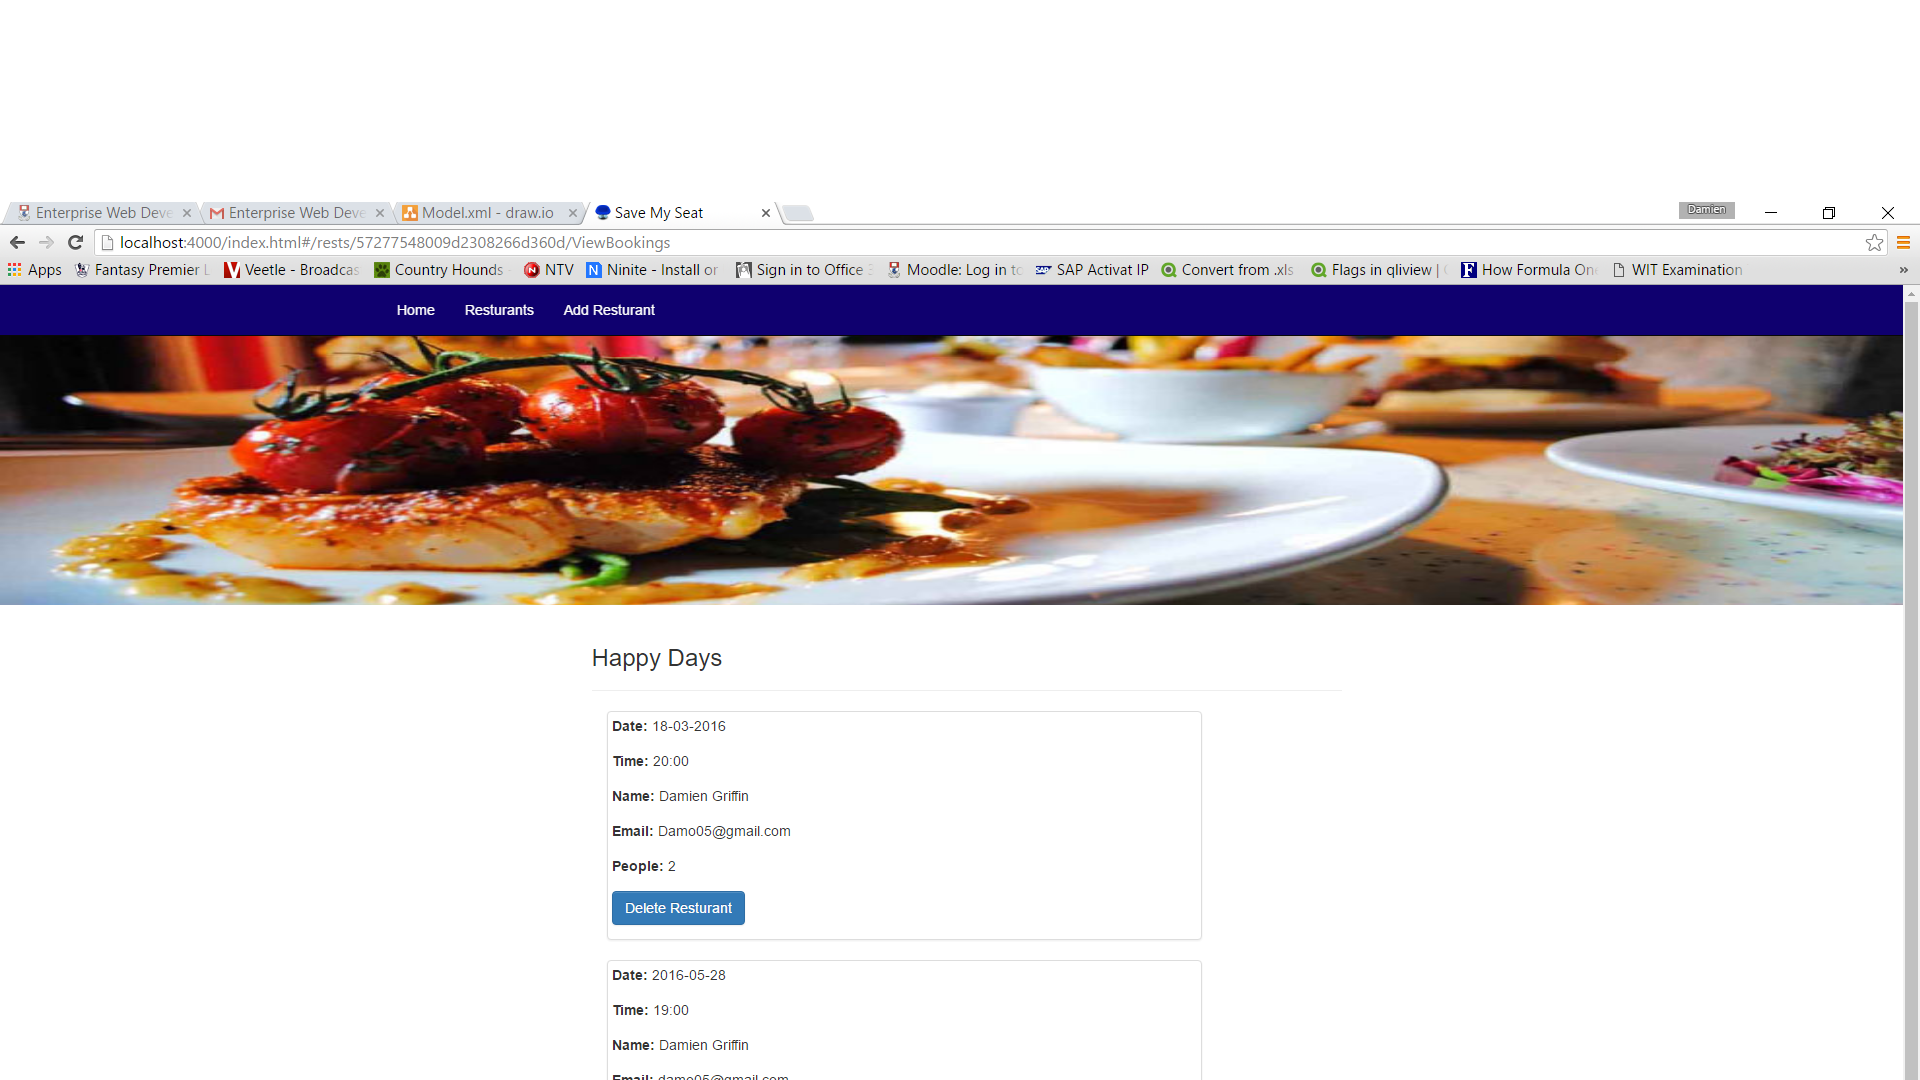 Enterprise Web Deve
Enterprise Web Deve
Model.xml - draw.io
Save My Seat
Damien
localhost:4000/index.html#/rests/57277548009d2308266d360d/ViewBookings
Apps
Fantasy Premier L
Veetle - Broadcas
Country Hounds
NTV
Ninite - Install or
Sign in to Office 3
Moodle: Log in to
SAP Activat IP
Convert from .xls
Flags in qliview | 
How Formula One
WIT Examination
»
Home
Resturants
Add Resturant
Happy Days
Date: 18-03-2016
Time: 20:00
Name: Damien Griffin
Email: Damo05@gmail.com
People: 2
Delete Resturant
Date: 2016-05-28
Time: 19:00
Name: Damien Griffin
Email: damo05@gmail.com